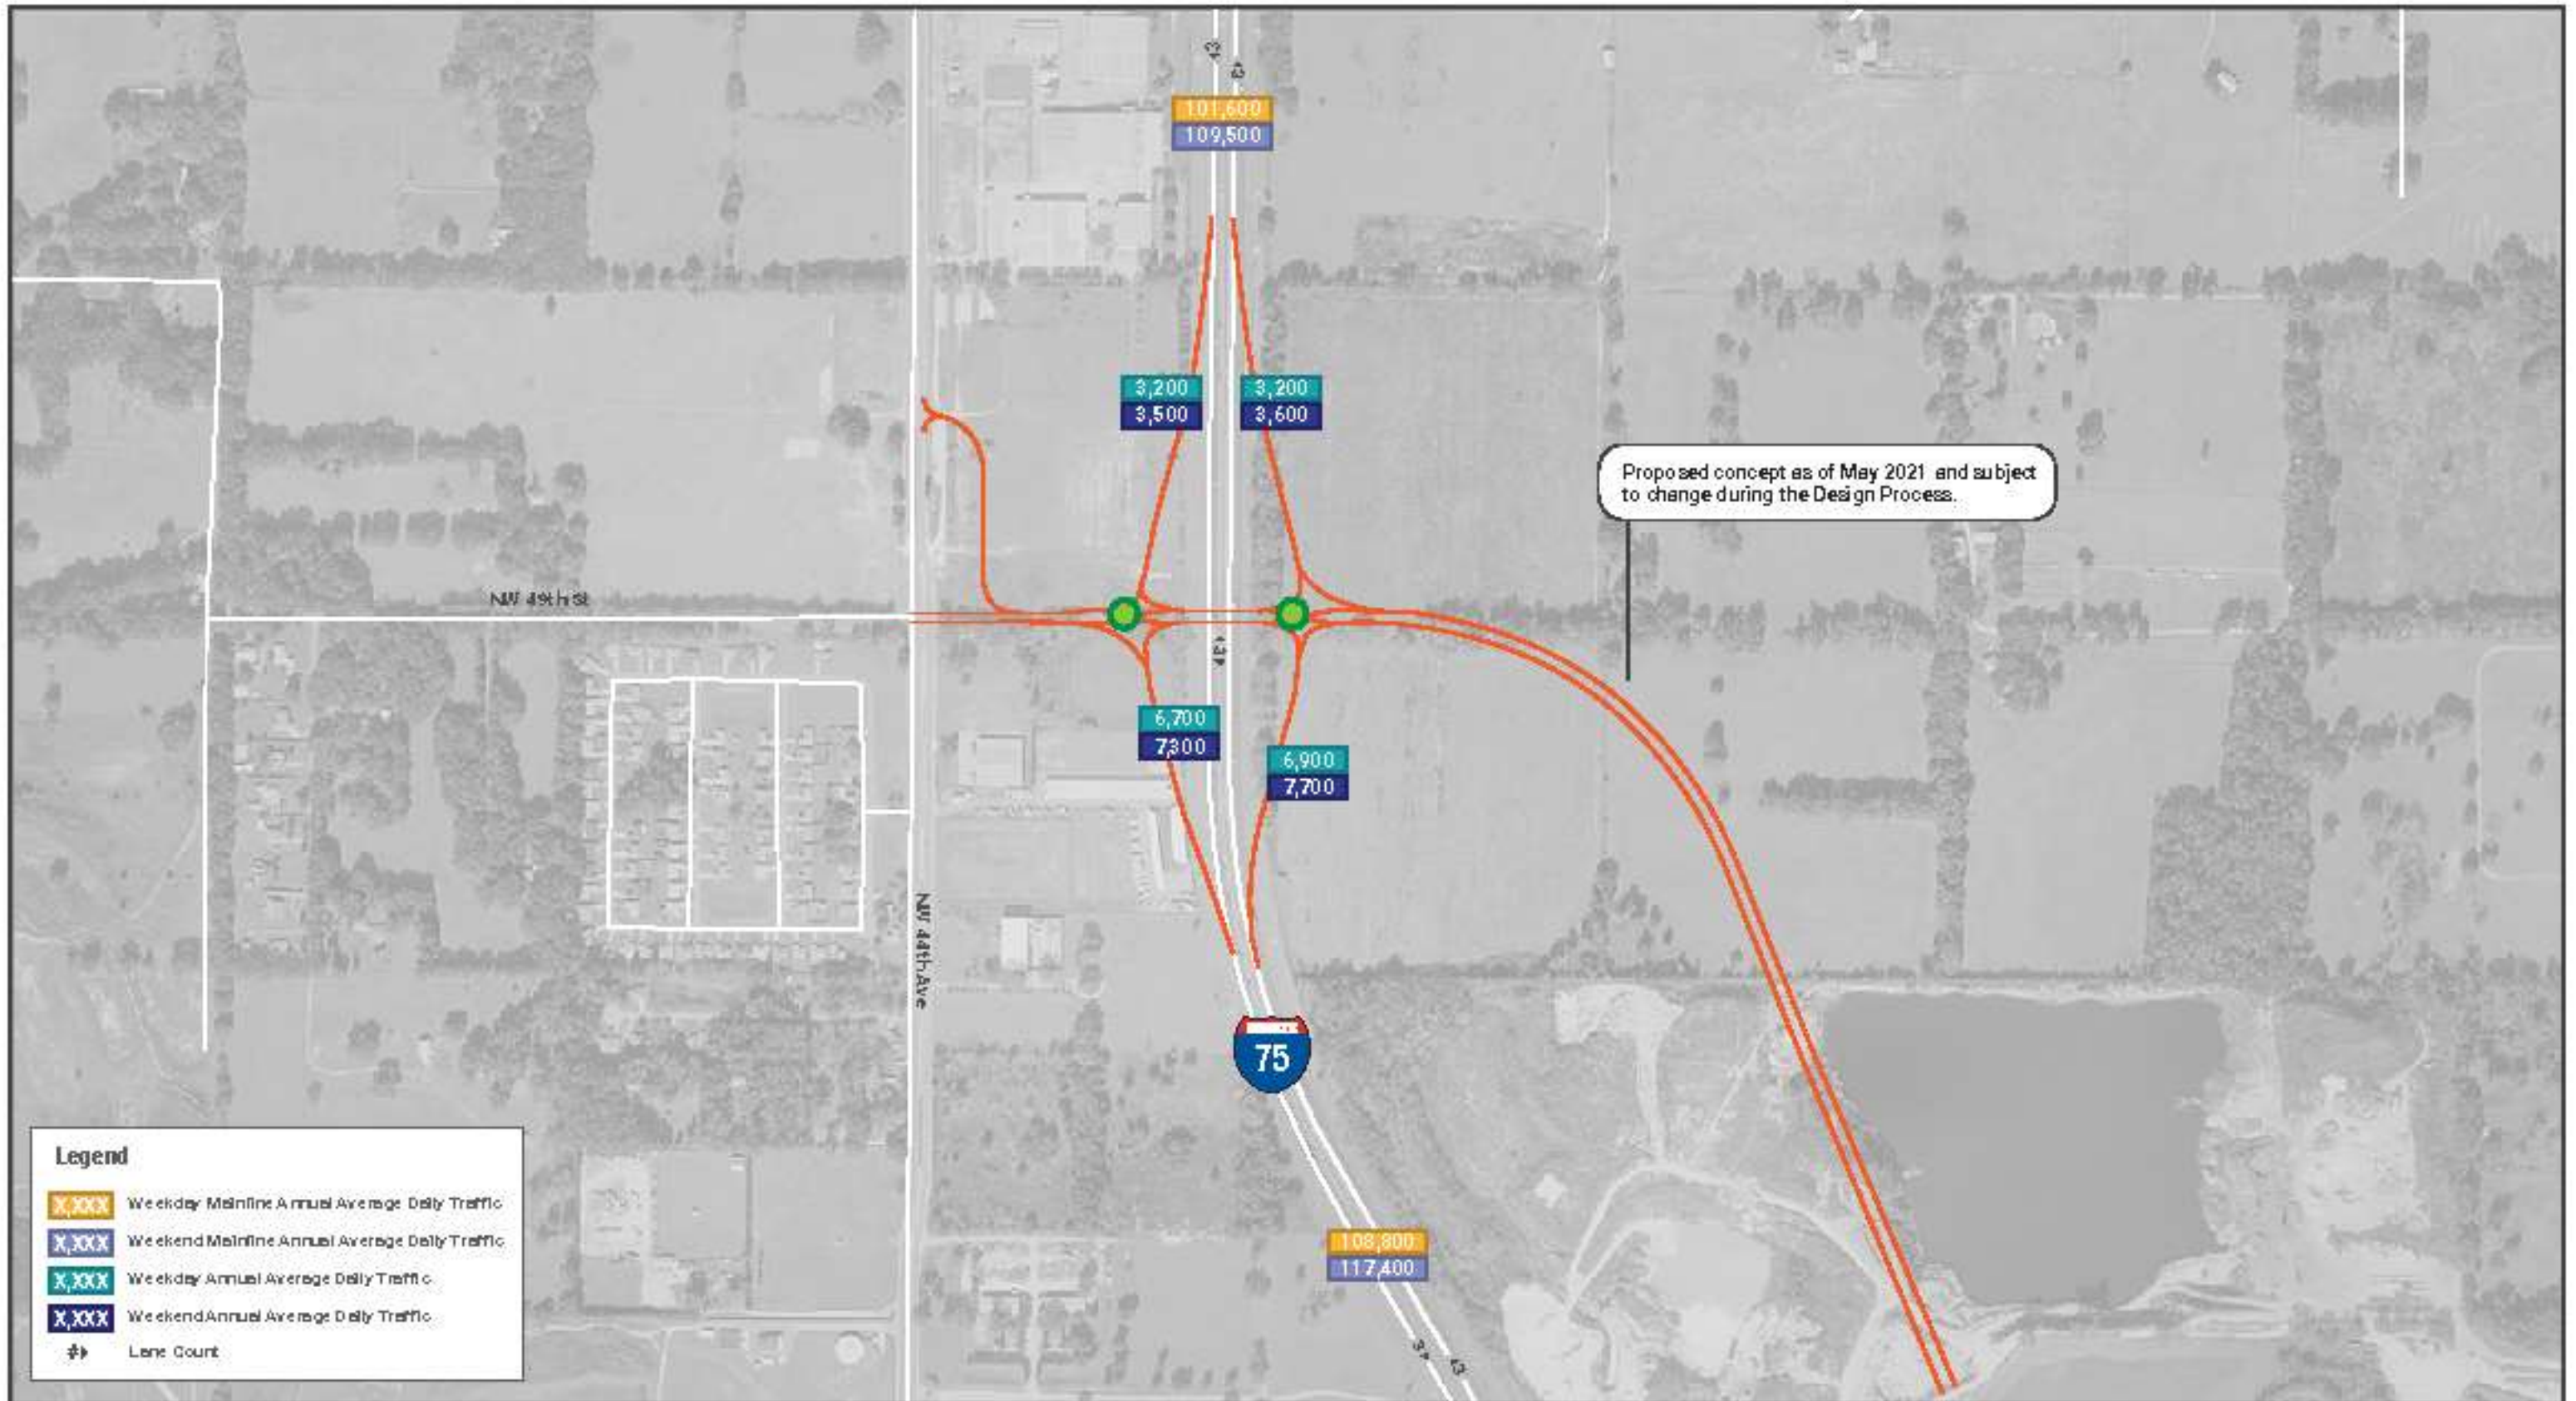 101,600
109,500
3,200
3,500
3,200
3,600
Proposed concept as of May 2021 and subject
to change during the Design Process.
NW 49th St
6,700
7,300
6,900
7,700
NW 44th Ave
75
108,800
117,400
Legend
X,XXX Weekday Mainline Annual Average Daily Traffic
X,XXX Weekend Mainline Annual Average Daily Traffic
X,XXX Weekday Annual Average Daily Traffic
X,XXX Weekend Annual Average Daily Traffic
# Lane Count